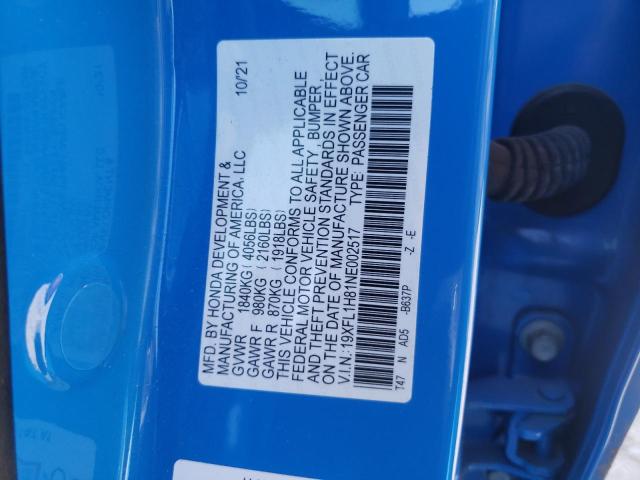 MFD. BY HONDA DEVELOPMENT &
MANUFACTURING OF AMERICA, LLC 10/'21
GVWR 1840KG (4056LBS)
GAWR F 980KG (2160LBS)
GAWR R 870KG (1918LBS)
THIS VEHICLE CONFORMS TO ALL APPLICABLE
FEDERAL MOTOR VEHICLE SAFETY, BUMPER,
AND THEFT PREVENTION STANDARDS IN EFFECT
ON THE DATE OF MANUFACTURE SHOWN ABOVE.
V.I.N.:19XFL1H81NE002517 TYPE: PASSENGER CAR
T47 N AD5 -B637P -Z -E